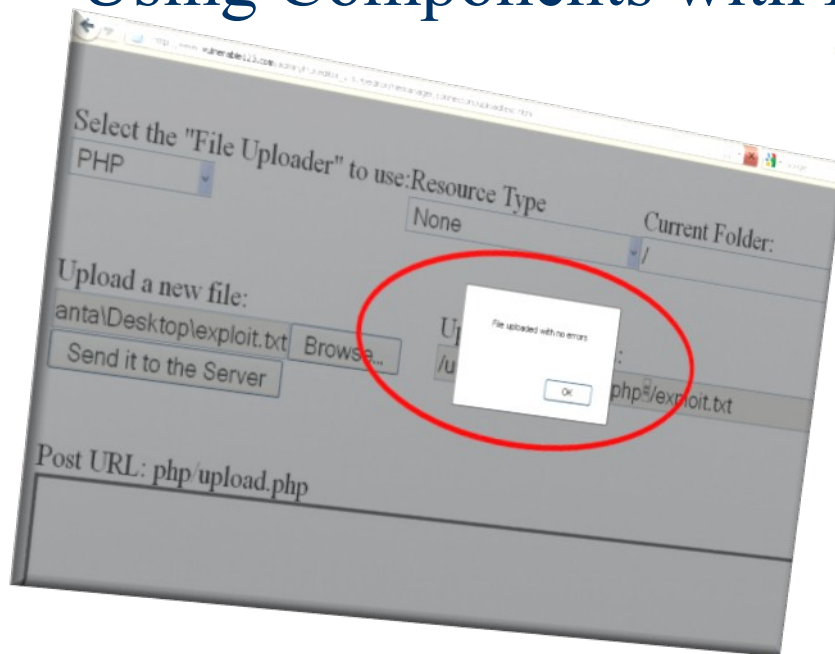 Using Components with
vulnerable123.com
Select the "File Uploader" to use:
Resource Type
Current Folder:
PHP
None
/
Upload a new file:
anta\Desktop\exploit.txt
Browse...
File uploaded with no errors
OK
/u
php
/exploit.txt
Send it to the Server
Post URL: php/upload.php